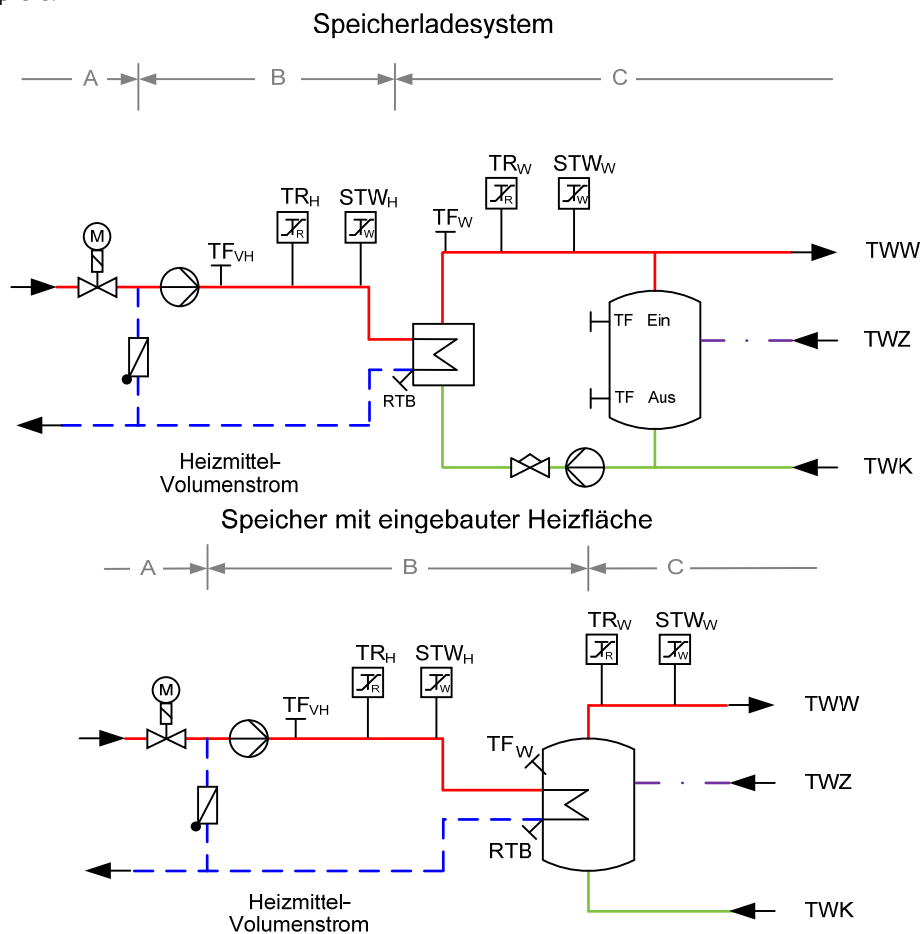 Speicherladesystem
A B C
TR_W STW_W
TR_H STW_H
R W
TF_W
M
R W
TF_VH
TWW
TF Ein
TWZ
RTB
TF Aus
Heizmittel-
Volumenstrom
TWK
Speicher mit eingebauter Heizfläche
A B C
TR_W STW_W
TR_H STW_H
R W
M
R W
TF_VH
TWW
TF_W
TWZ
RTB
Heizmittel-
Volumenstrom
TWK